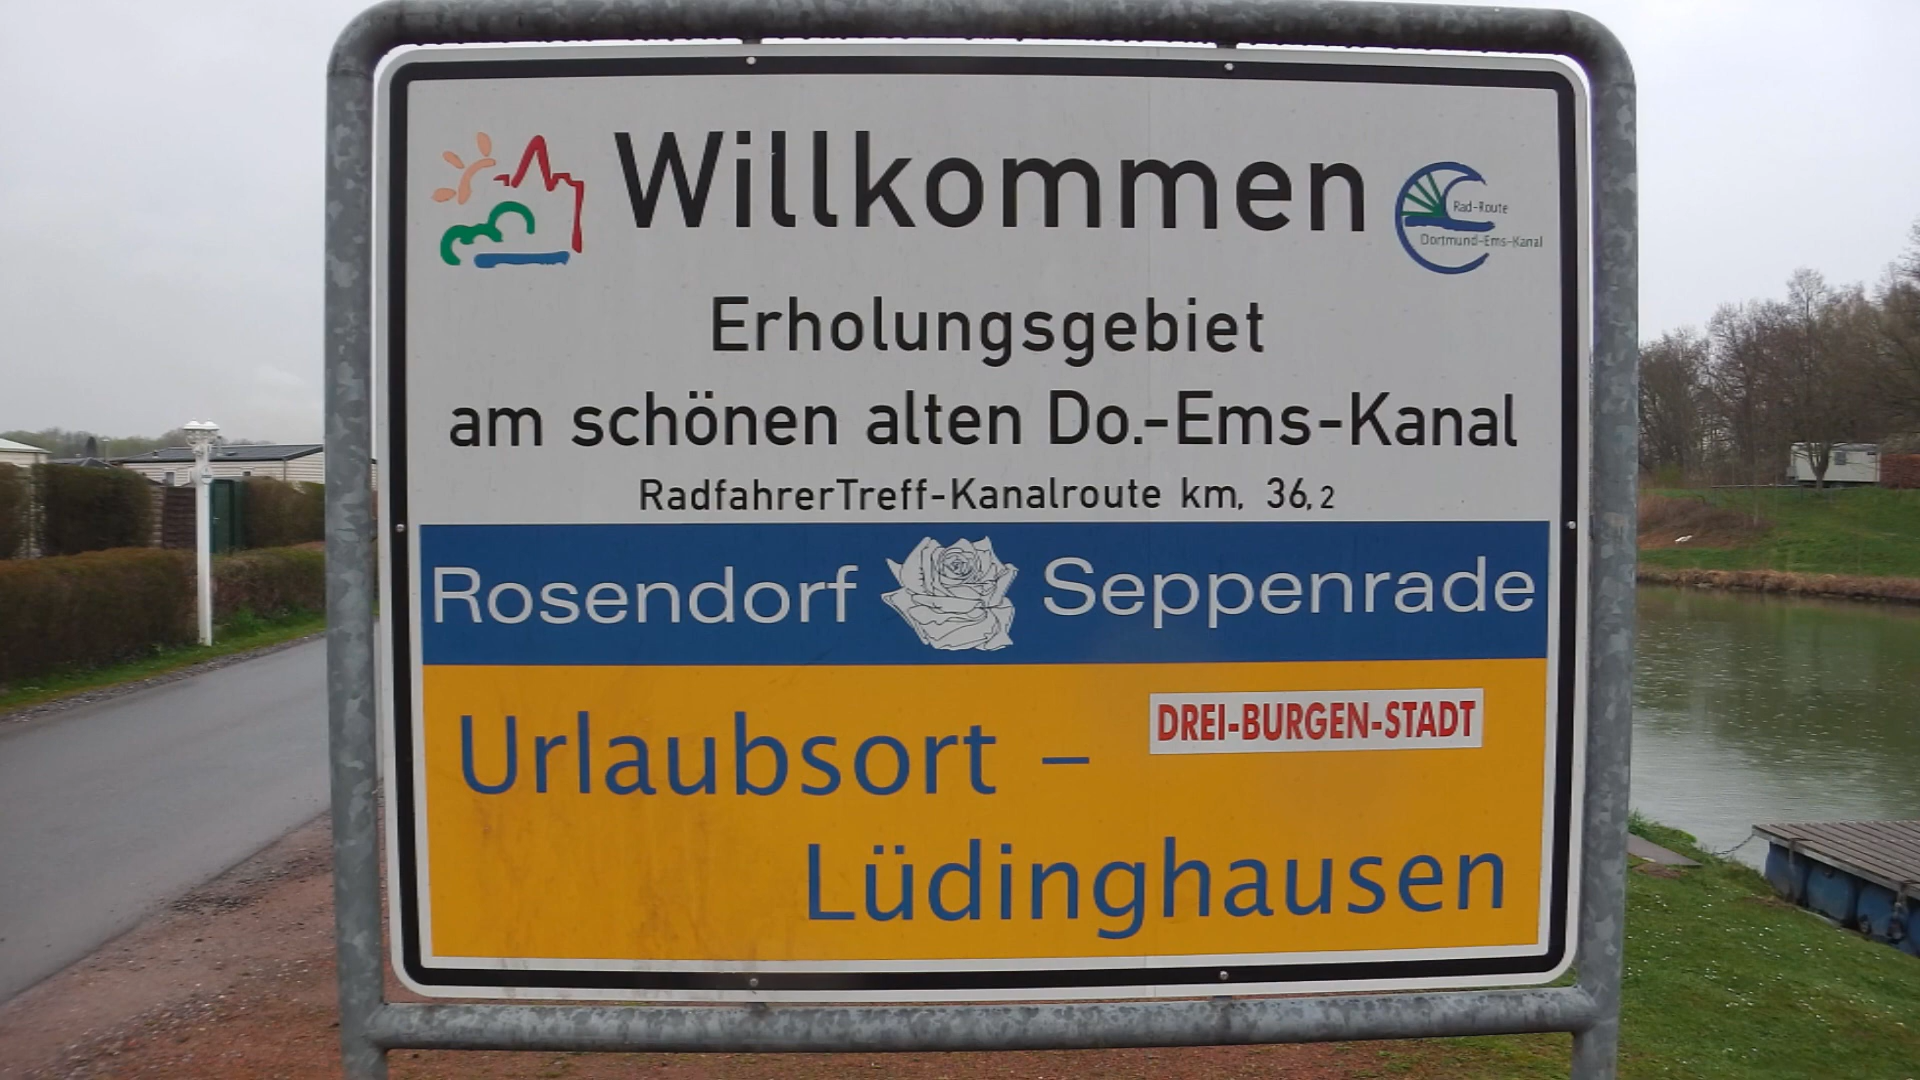 Willkommen
Rad-Route
Dortmund-Ems-Kanal
Erholungsgebiet
am schönen alten Do.-Ems-Kanal
RadfahrerTreff-Kanalroute km, 36,2
Rosendorf Seppenrade
DREI-BURGEN-STADT
Urlaubsort –
Lüdinghausen